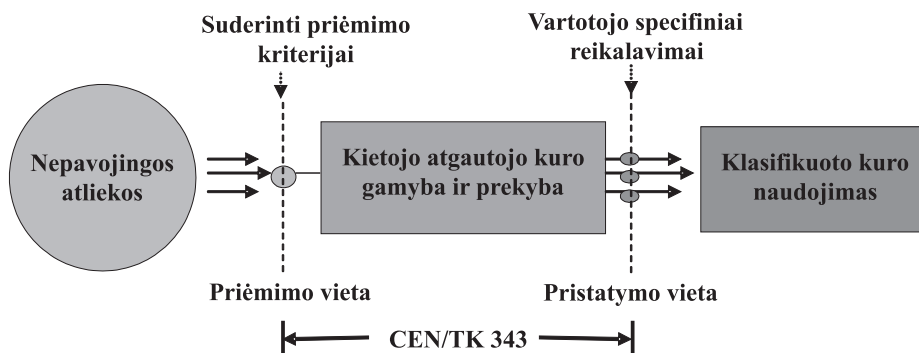 Suderinti priėmimo
kriterijai
Vartotojo specifiniai
reikalavimai
Nepavojingos
atliekos
Kietojo atgautojo kuro
gamyba ir prekyba
Klasifikuoto kuro
naudojimas
Priėmimo vieta
Pristatymo vieta
CEN/TK 343